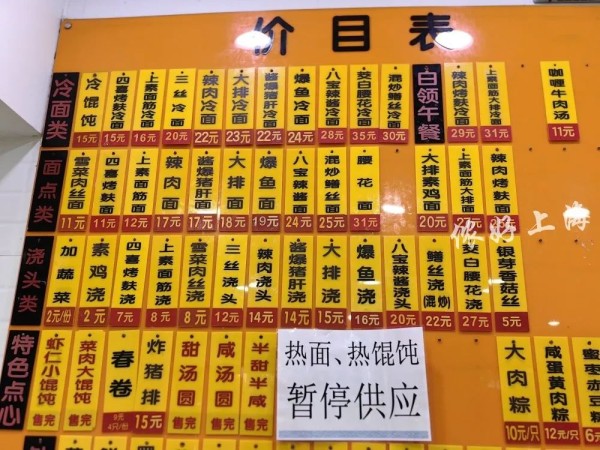 价目表
冷面类
冷馄饨 15元
四喜烤麸冷面 15元
上素面筋冷面 16元
三丝冷面 20元
辣肉冷面 22元
大排冷面 23元
酱爆猪肝冷面 22元
爆鱼冷面 24元
八宝辣酱冷面 28元
茭白腰花冷面 35元
混炒鳝丝冷面 30元
白领午餐
辣肉烤麸冷面 29元
上素面筋大排冷面 31元
咖喱牛肉汤 11元
面点类
雪菜肉丝面 11元
四喜烤麸面 11元
上素面筋面 12元
辣肉面 17元
酱爆猪肝面 17元
大排面 18元
爆鱼面 19元
八宝辣酱面 24元
混炒鳝丝面 25元
腰花面 31元
大排素鸡面 20元
上素面筋大排面
辣肉烤麸面
浇头类
加蔬菜 2元/份
素鸡浇 2元
四喜烤麸浇 7元
上素面筋浇 8元
雪菜肉丝浇 8元
三丝浇头 12元
辣肉浇头 14元
酱爆猪肝浇 14元
大排浇 15元
爆鱼浇 16元
八宝辣酱浇头 20元
鳝丝浇(混炒) 22元
茭白腰花浇 27元
银芽香菇丝 5元
特色点心
虾仁小馄饨 售完
菜肉大馄饨 售完
春卷 9元 4只/份
炸猪排 15元
甜汤圆 售完
咸汤圆 售完
半甜半咸 售完
热面、热馄饨
暂停供应
大肉粽 10元/只
咸蛋黄肉粽 12元/只
蜜枣赤豆 6元
侬好上海